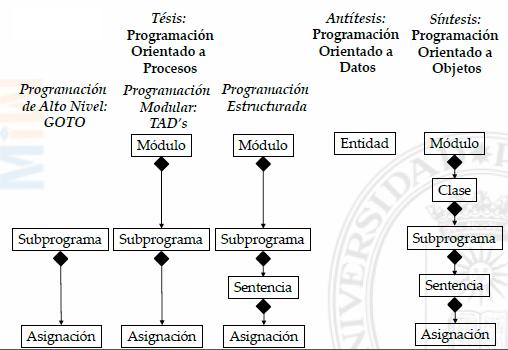 Tésis:
Programación
Orientado a
Procesos
Antítesis:
Programación
Orientado a
Datos
Síntesis:
Programación
Orientado a
Objetos
Programación
de Alto Nivel:
GOTO
Programación
Modular:
TAD's
Programación
Estructurada
Módulo
Módulo
Entidad
Módulo
Clase
Subprograma
Subprograma
Subprograma
Subprograma
Sentencia
Sentencia
Asignación
Asignación
Asignación
Asignación